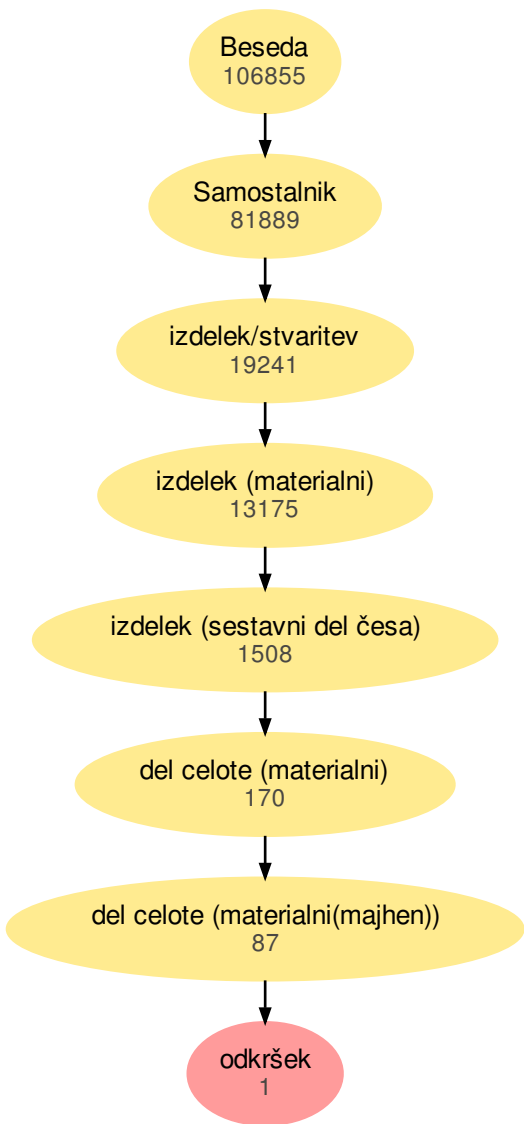 Beseda
106855
Samostalnik
81889
izdelek/stvaritev
19241
izdelek (materialni)
13175
izdelek (sestavni del česa)
1508
del celote (materialni)
170
del celote (materialni(majhen))
87
odkršek
1